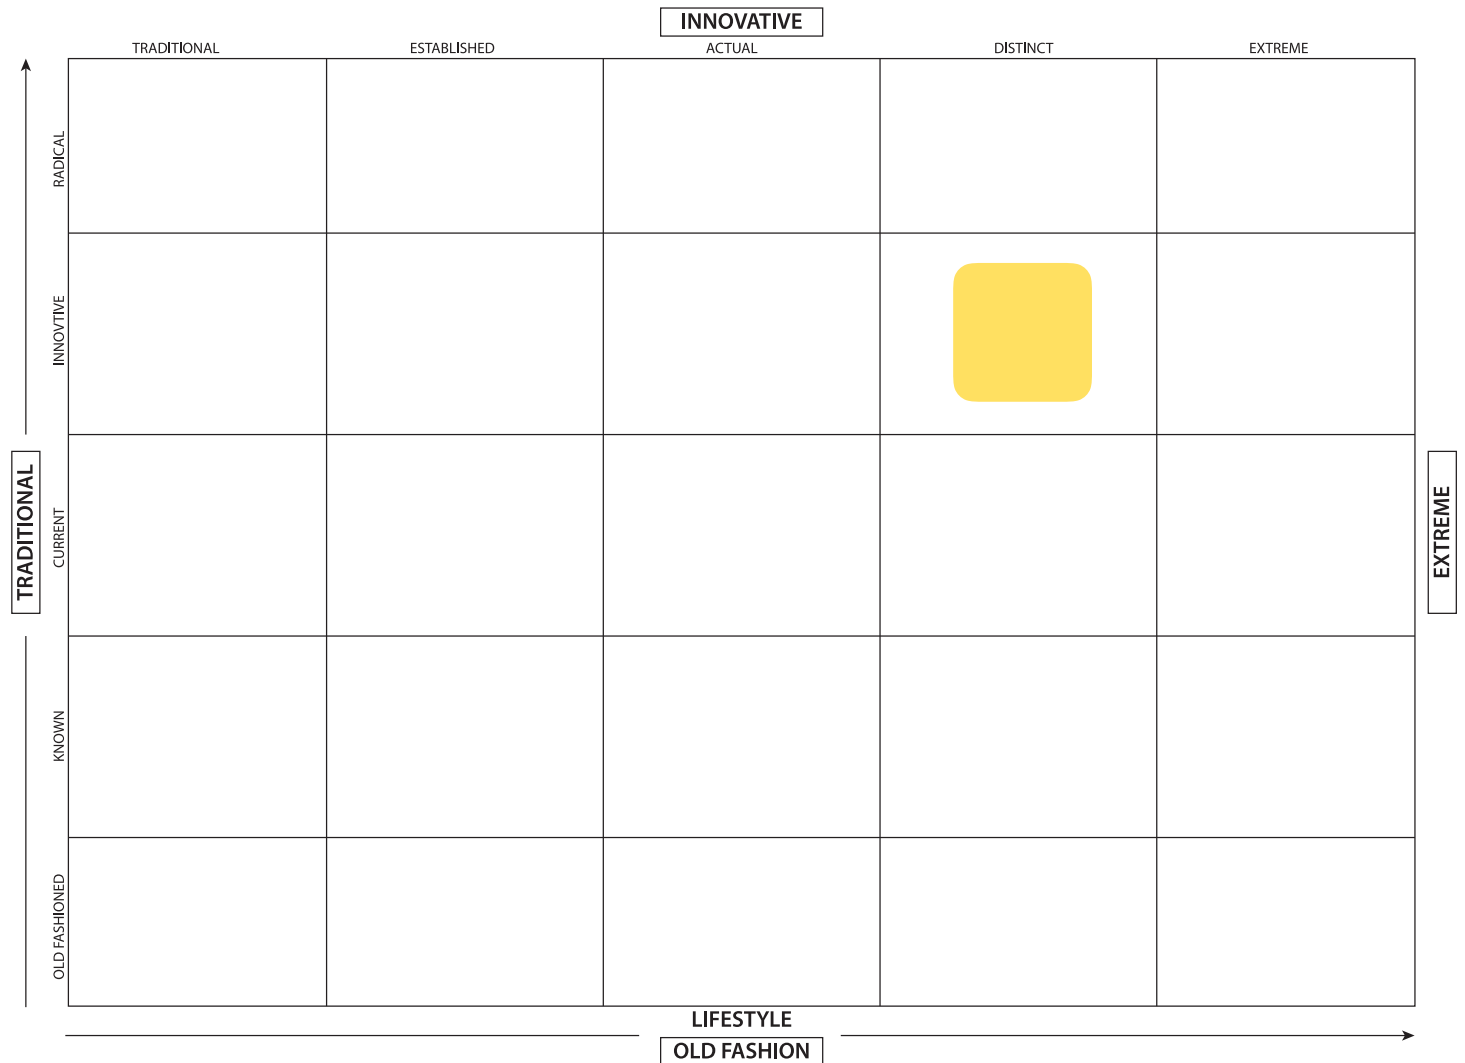 INNOVATIVE
TRADITIONAL ESTABLISHED ACTUAL DISTINCT EXTREME
RADICAL
INNOVTIVE
TRADITIONAL
CURRENT
EXTREME
KNOWN
OLD FASHIONED
LIFESTYLE
OLD FASHION